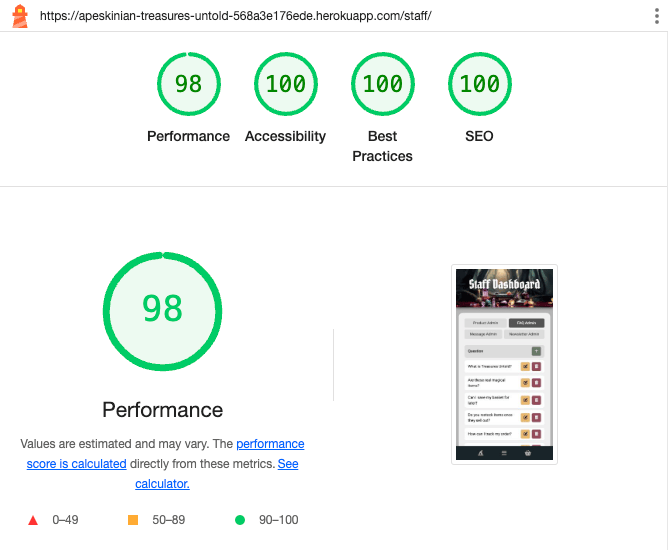 https://apeskinian-treasures-untold-568a3e176ede.herokuapp.com/staff/
98
100
100
100
Performance
Accessibility
Best
Practices
SEO
98
Performance
Values are estimated and may vary. The performance
score is calculated directly from these metrics. See
calculator.
0–49
50–89
90–100
Staff Dashboard
Product Admin
FAQ Admin
Message Admin
Newsletter Admin
Question
What is Treasures Untold?
Are these real magical
items?
Can I save my basket for
later?
Do you restock items once
they sell out?
How can I track my order?